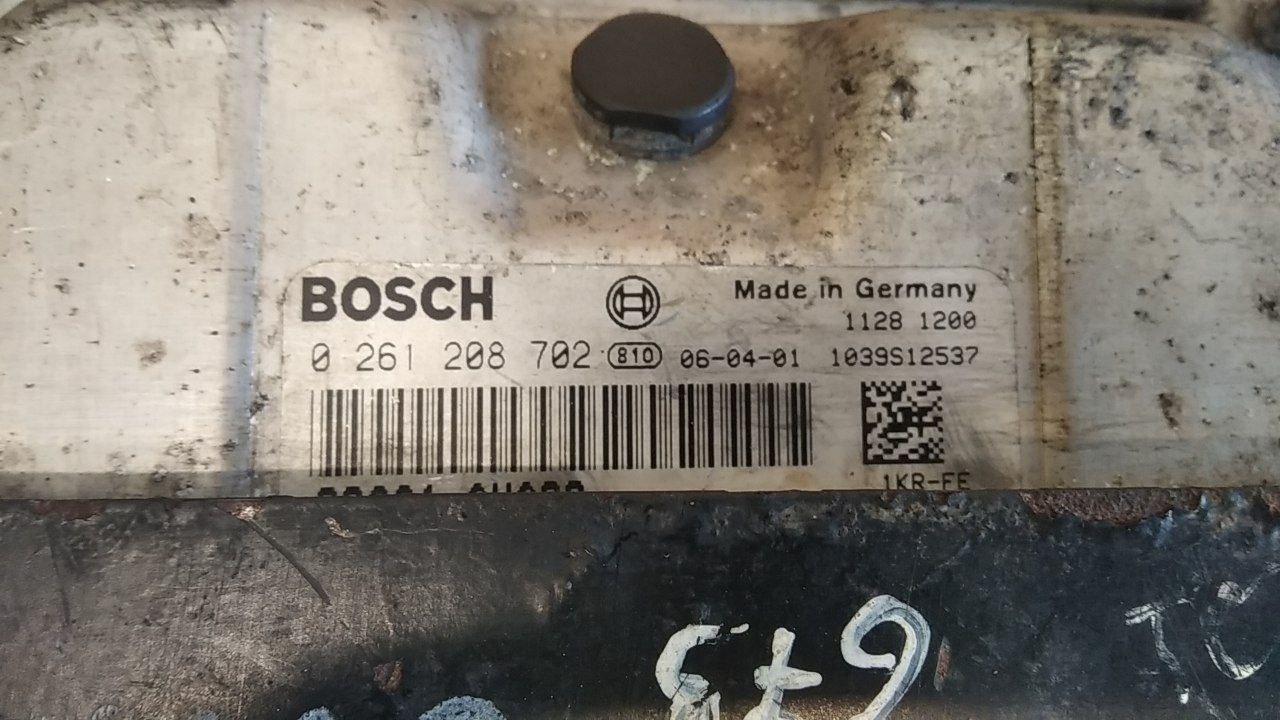 BOSCH
Made in Germany
1128 1200
0 261 208 702 810 06-04-01 1039S12537
1KR-FE